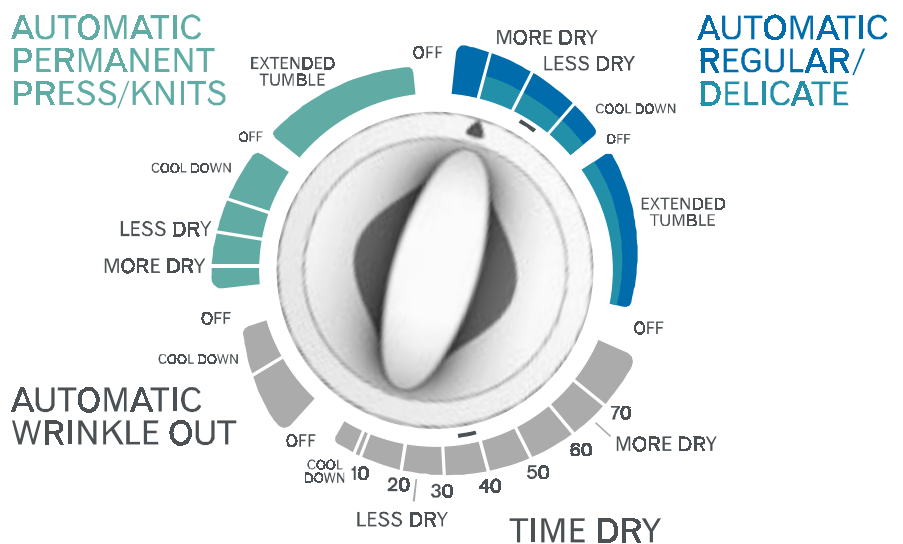 AUTOMATIC
PERMANENT
PRESS/KNITS
EXTENDED
TUMBLE
OFF
MORE DRY
LESS DRY
COOL DOWN
OFF
AUTOMATIC
REGULAR/
DELICATE
EXTENDED
TUMBLE
OFF
OFF
COOL DOWN
LESS DRY
MORE DRY
OFF
COOL DOWN
AUTOMATIC
WRINKLE OUT
OFF
COOL
DOWN
10
20
30
40
50
60
70
MORE DRY
LESS DRY
TIME DRY